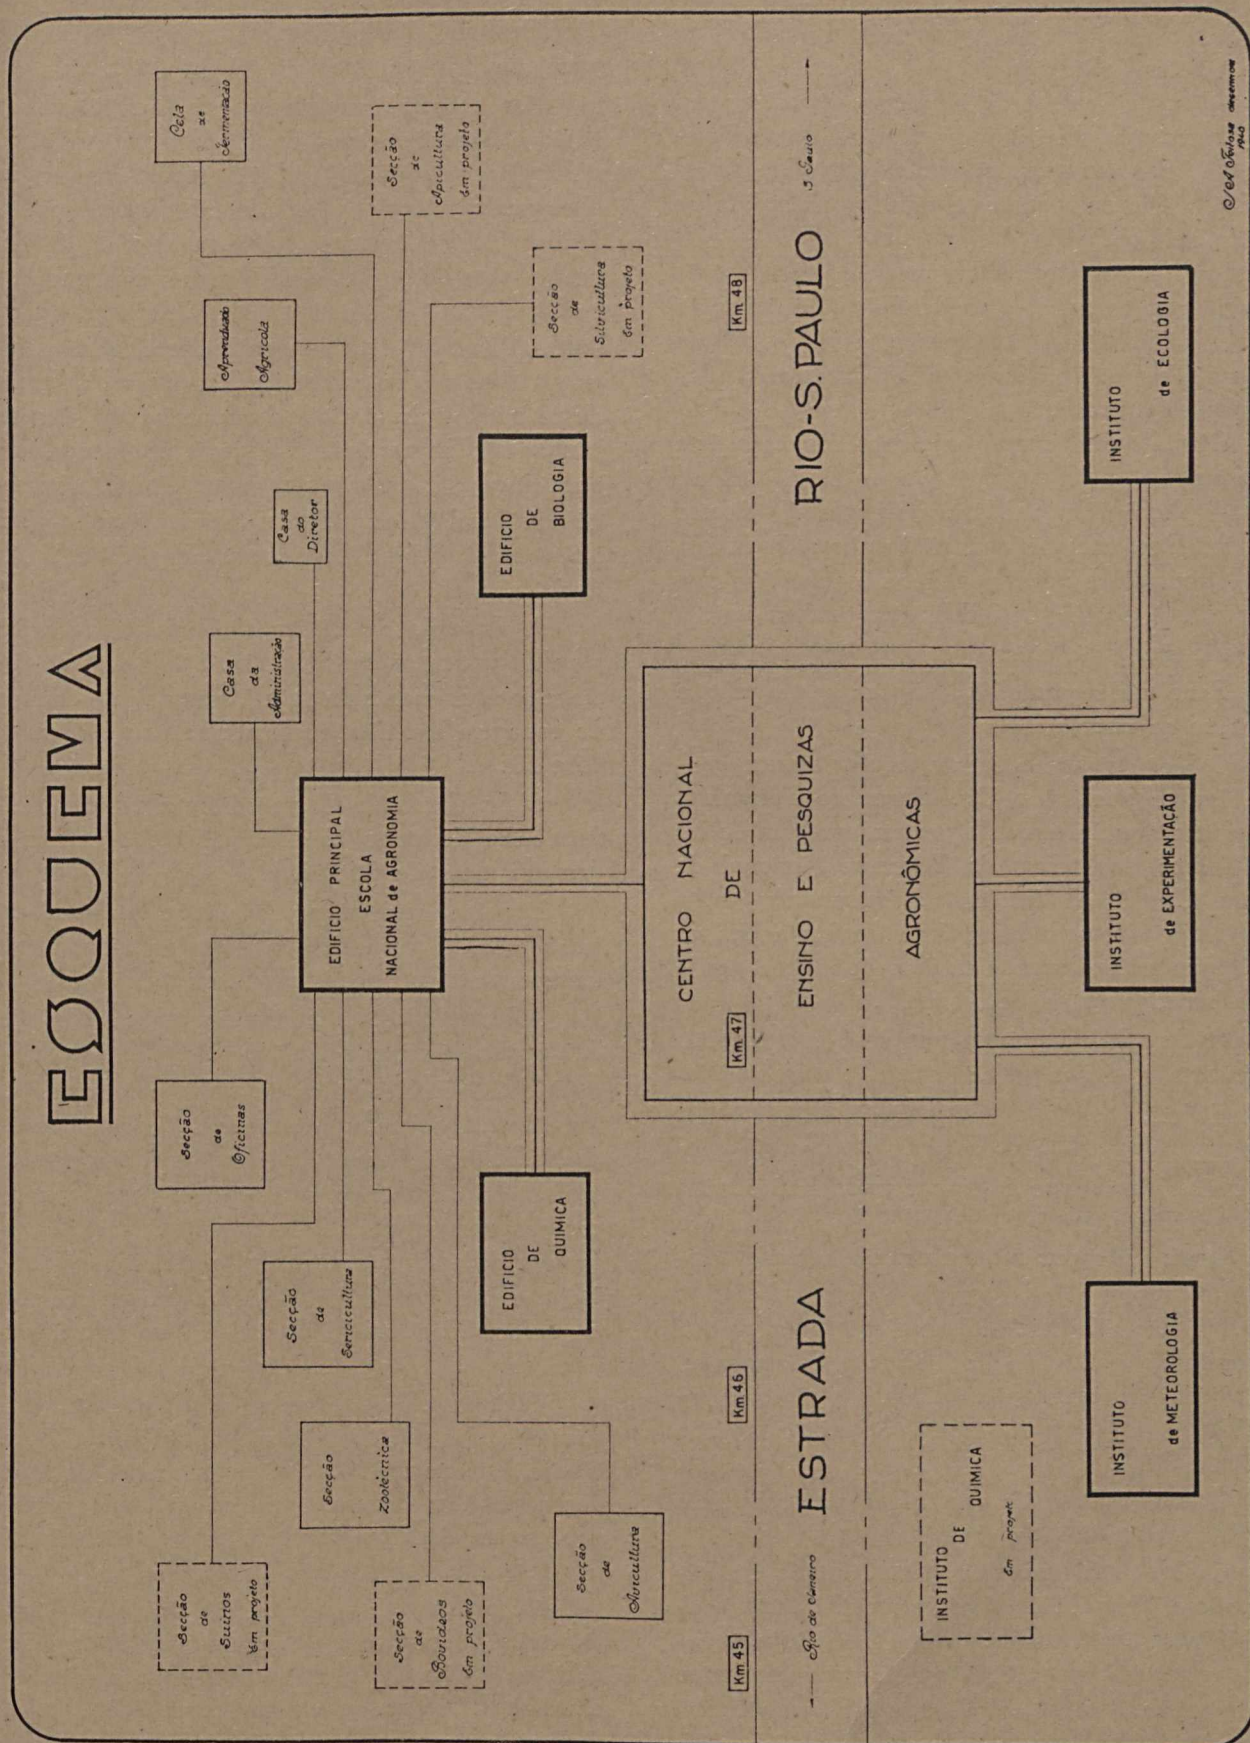 ESQUEMA
Secção
de
Suinos
Em projeto
Secção
de
Oficinas
Casa
da
Administração
Aprendizado
Agricola
Cela
de
Fermentação
Secção
de
Sericicultura
Casa
do
Diretor
Secção
Zootécnica
EDIFICIO PRINCIPAL
ESCOLA
NACIONAL de AGRONOMIA
Secção
de
Bovideos
Em projeto
Secção
de
Apicultura
Em projeto
EDIFICIO
DE
QUIMICA
EDIFICIO
DE
BIOLOGIA
Secção
de
Silvicultura
Em projeto
Secção
de
Avicultura
CENTRO NACIONAL
DE
ENSINO E PESQUIZAS
AGRONÔMICAS
Km 45
Km 46
Km 47
Km 48
Rio de Janeiro
ESTRADA
RIO-S. PAULO
S Paulo
INSTITUTO
DE
QUIMICA
Em projeto
INSTITUTO
de METEOROLOGIA
INSTITUTO
de EXPERIMENTAÇÃO
INSTITUTO
de ECOLOGIA
1940